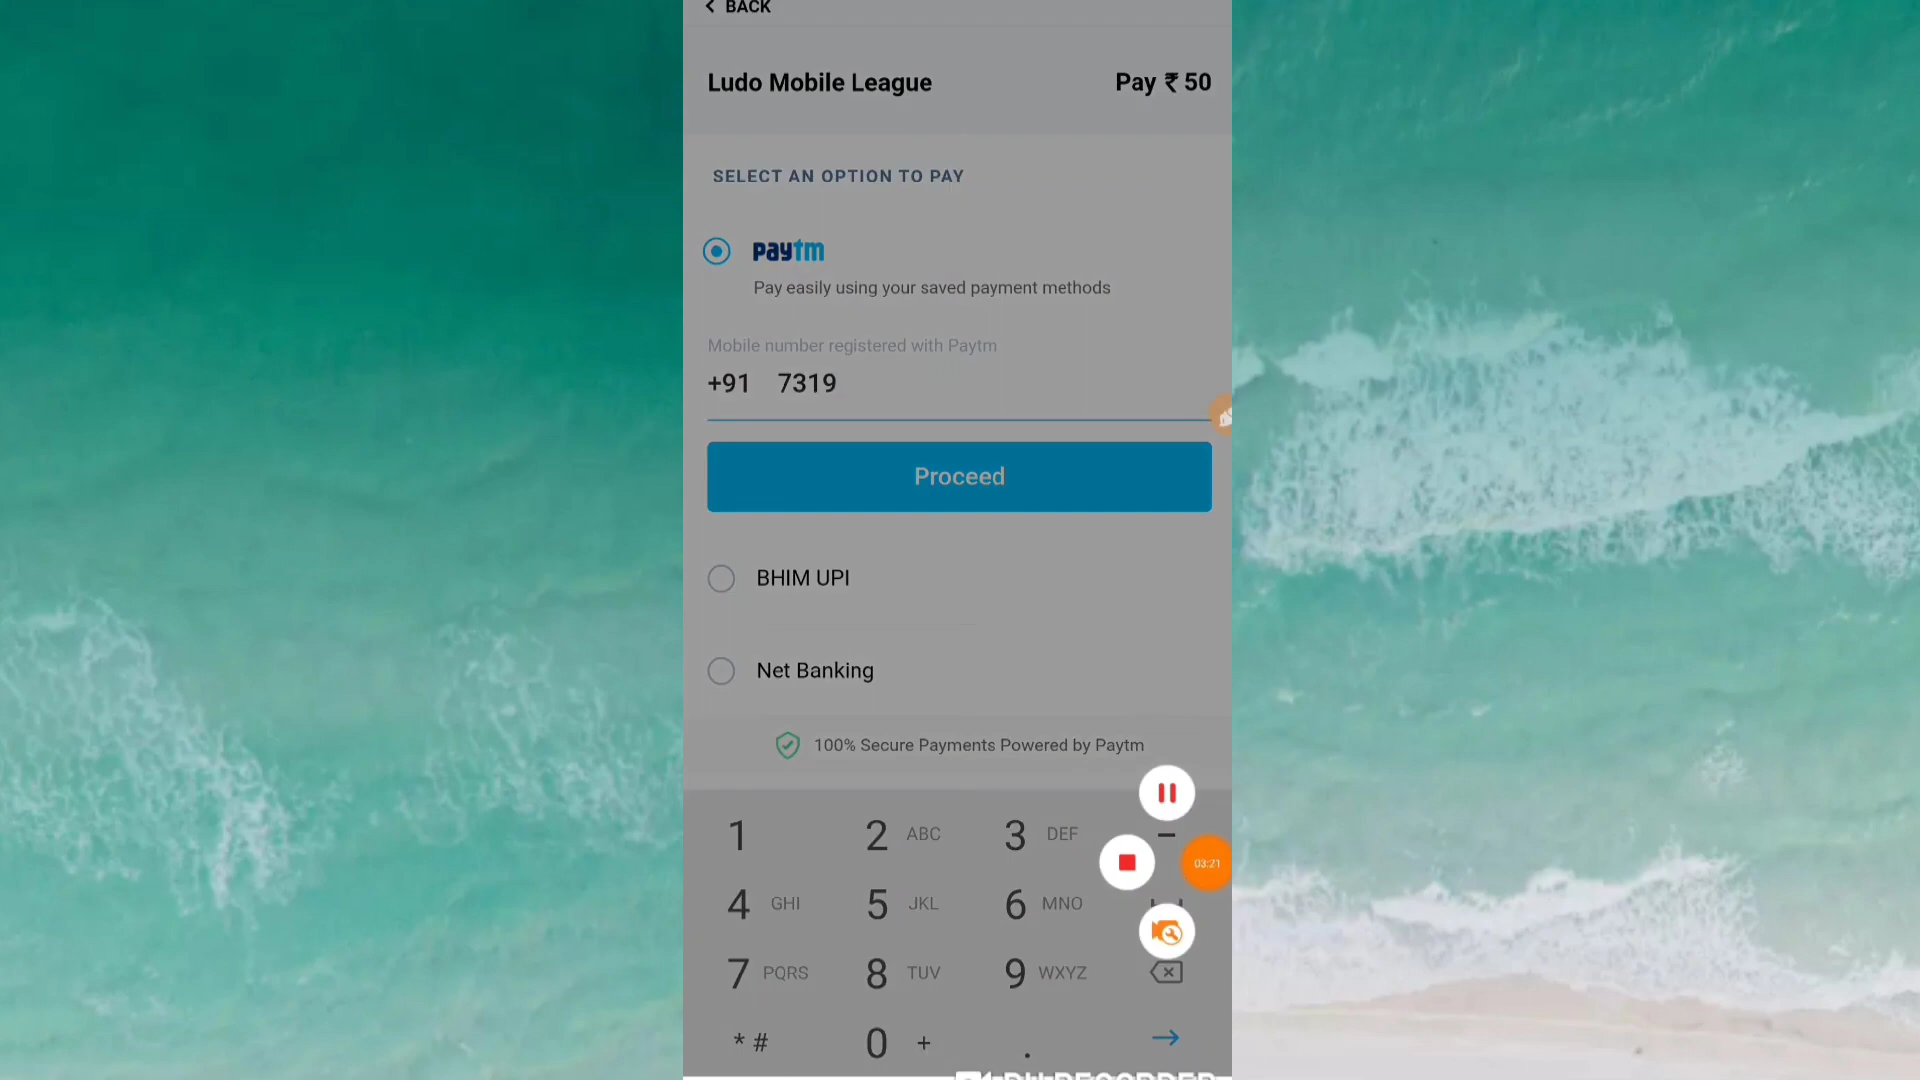 BACK
Ludo Mobile League Pay ₹ 50
SELECT AN OPTION TO PAY
paytm
Pay easily using your saved payment methods
Mobile number registered with Paytm
+91 7319
Proceed
BHIM UPI
Net Banking
100% Secure Payments Powered by Paytm
1 2 ABC 3 DEF −
4 GHI 5 JKL 6 MNO
03:21
7 PQRS 8 TUV 9 WXYZ
* # 0 + .